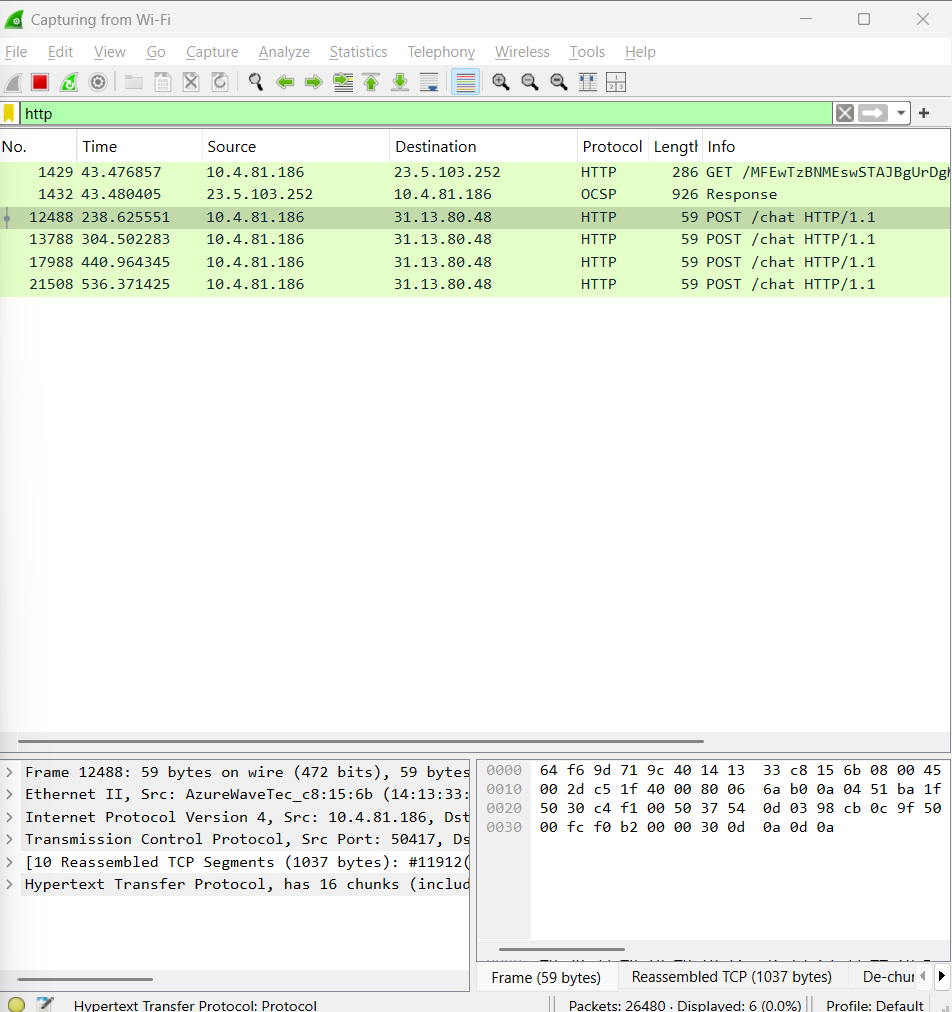 Capturing from Wi-Fi
File Edit View Go Capture Analyze Statistics Telephony Wireless Tools Help
http
No. Time Source Destination Protocol Length Info
1429 43.476857 10.4.81.186 23.5.103.252 HTTP 286 GET /MFEwTzBNMEswSTAJBgUrDgM
1432 43.480405 23.5.103.252 10.4.81.186 OCSP 926 Response
12488 238.625551 10.4.81.186 31.13.80.48 HTTP 59 POST /chat HTTP/1.1
13788 304.502283 10.4.81.186 31.13.80.48 HTTP 59 POST /chat HTTP/1.1
17988 440.964345 10.4.81.186 31.13.80.48 HTTP 59 POST /chat HTTP/1.1
21508 536.371425 10.4.81.186 31.13.80.48 HTTP 59 POST /chat HTTP/1.1
Frame 12488: 59 bytes on wire (472 bits), 59 bytes
Ethernet II, Src: AzureWaveTec_c8:15:6b (14:13:33:
Internet Protocol Version 4, Src: 10.4.81.186, Dst
Transmission Control Protocol, Src Port: 50417, Ds
[10 Reassembled TCP Segments (1037 bytes): #11912(
Hypertext Transfer Protocol, has 16 chunks (includ
0000 64 f6 9d 71 9c 40 14 13 33 c8 15 6b 08 00 45
0010 00 2d c5 1f 40 00 80 06 6a b0 0a 04 51 ba 1f
0020 50 30 c4 f1 00 50 37 54 0d 03 98 cb 0c 9f 50
0030 00 fc f0 b2 00 00 30 0d 0a 0d 0a
Frame (59 bytes) Reassembled TCP (1037 bytes) De-chun
Hypertext Transfer Protocol: Protocol Packets: 26480 · Displayed: 6 (0.0%) Profile: Default